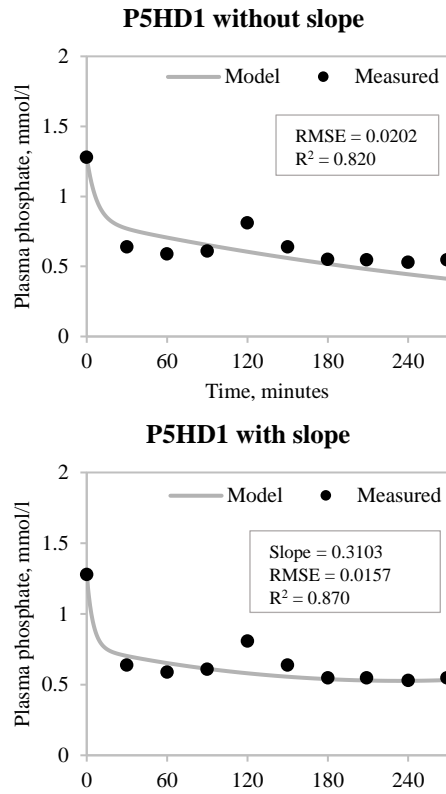 P5HD1 without slope
2
Model
Measured
RMSE = 0.0202
R² = 0.820
1.5
1
0.5
0
Plasma phosphate, mmol/l
0 60 120 180 240
Time, minutes
P5HD1 with slope
2
Model
Measured
Slope = 0.3103
RMSE = 0.0157
R² = 0.870
1.5
1
0.5
0
Plasma phosphate, mmol/l
0 60 120 180 240